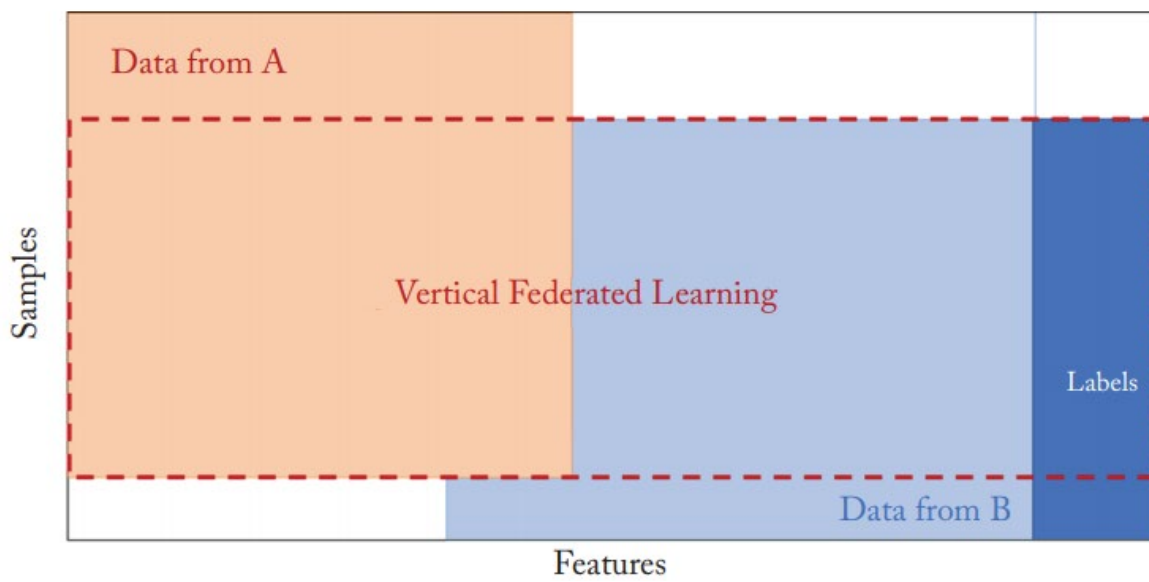 Data from A
Samples
Vertical Federated Learning
Labels
Data from B
Features